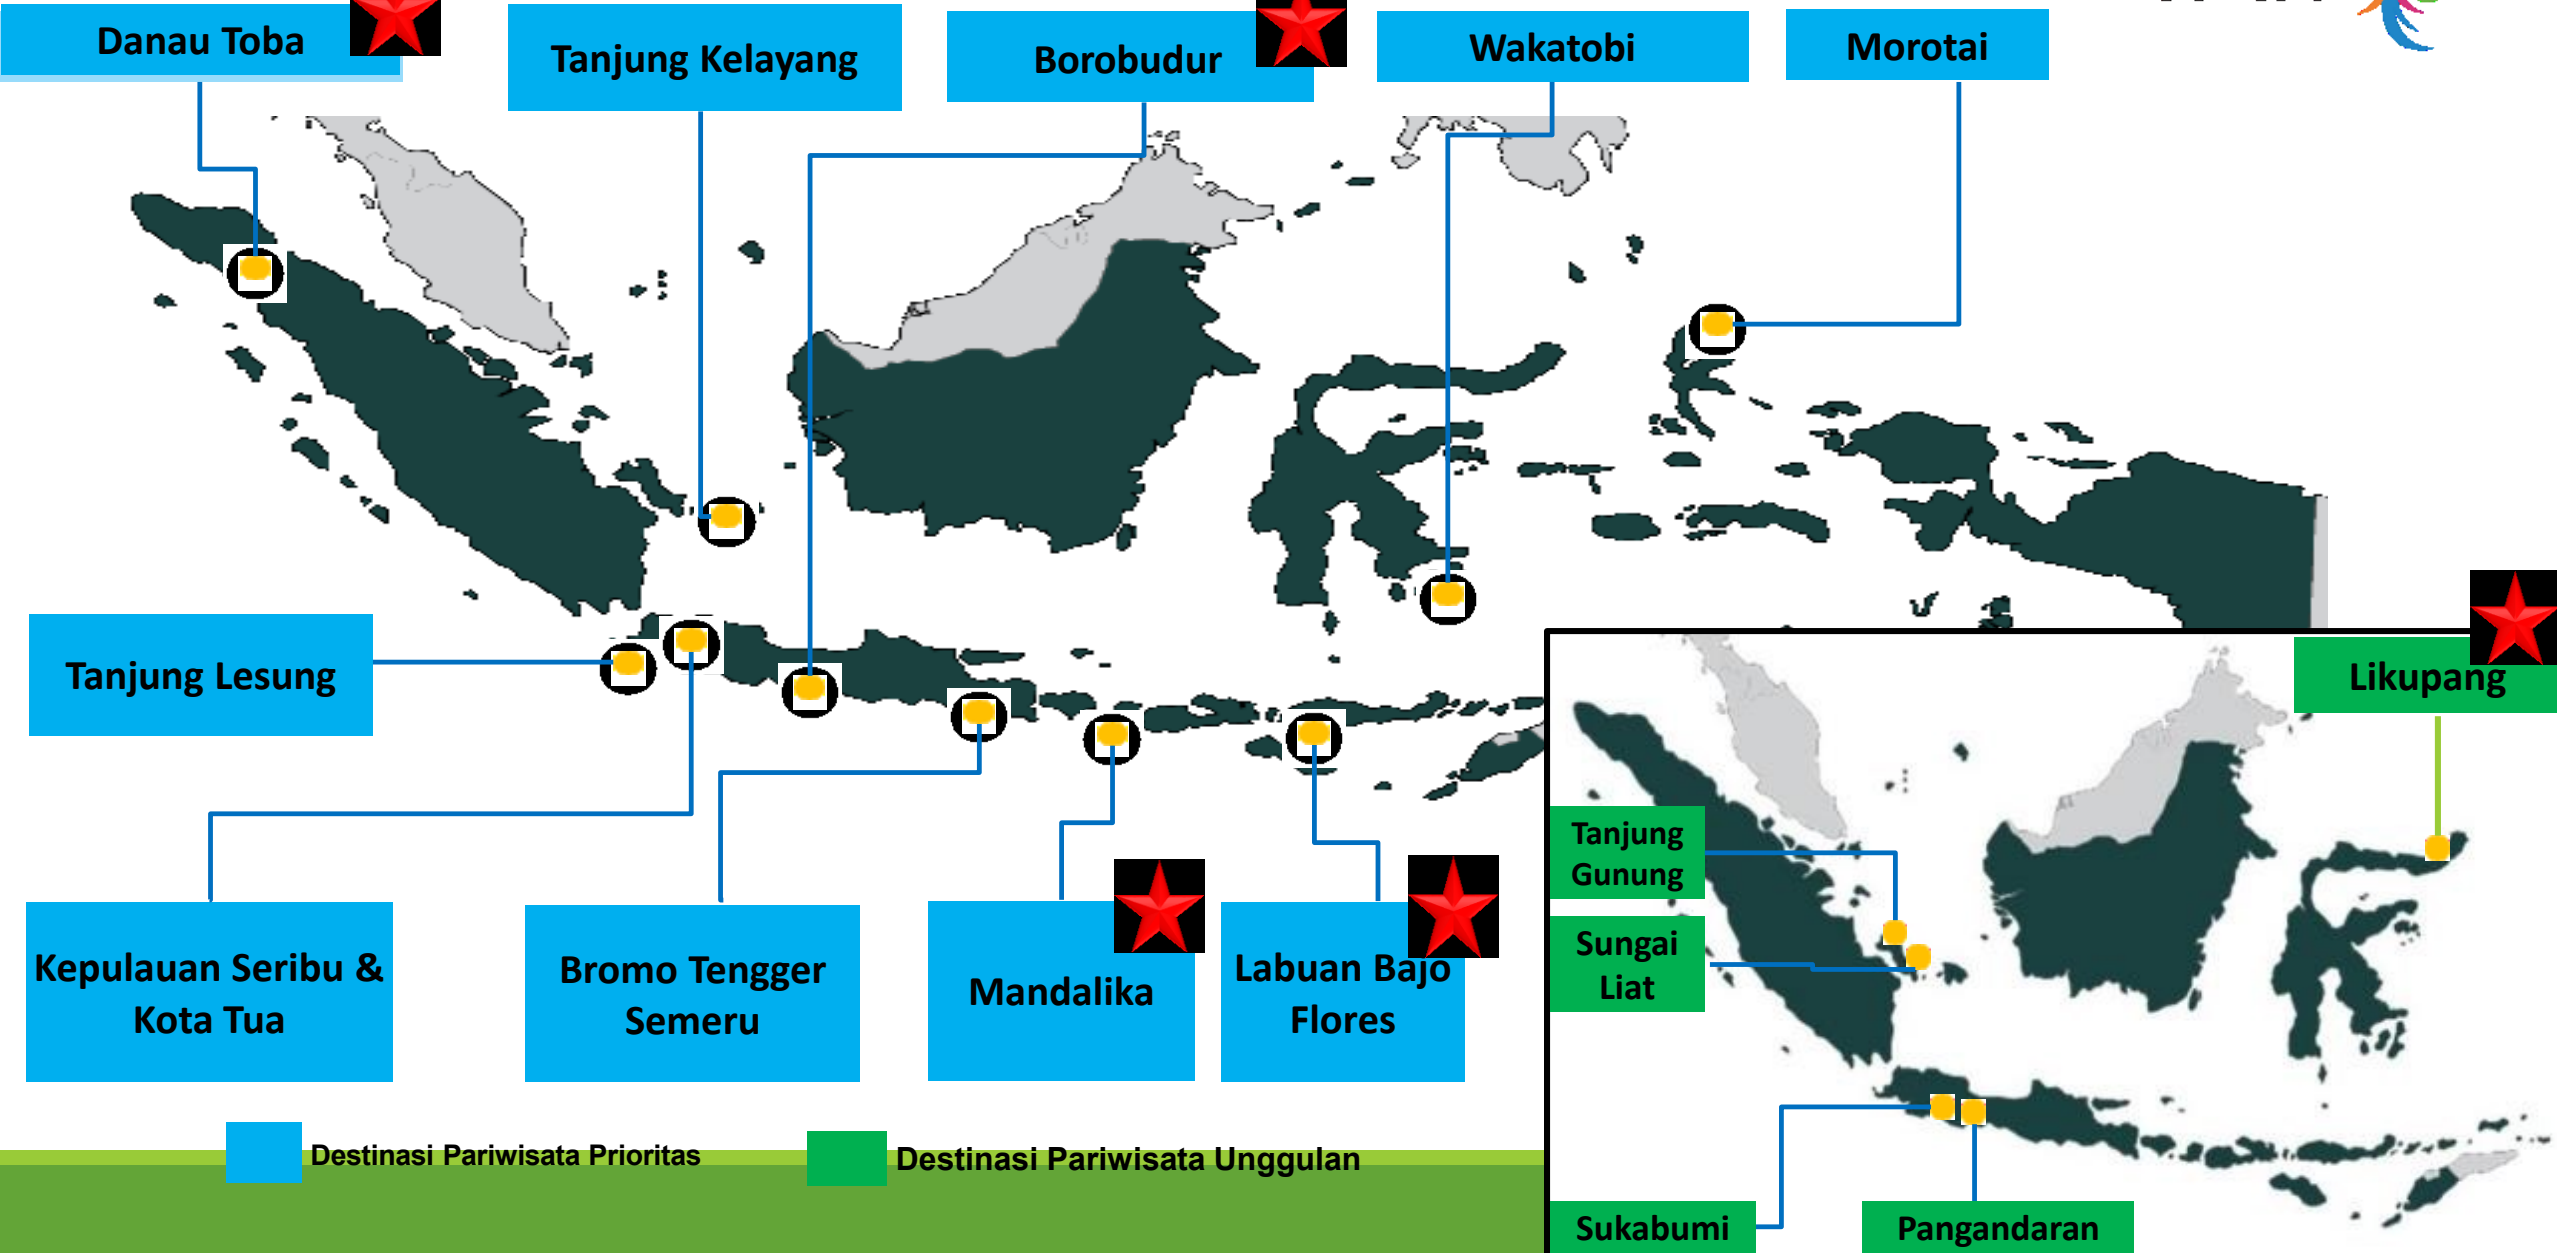 Danau Toba
Tanjung Kelayang
Borobudur
Wakatobi
Morotai
Tanjung Lesung
Kepulauan Seribu &
Kota Tua
Bromo Tengger
Semeru
Mandalika
Labuan Bajo
Flores
Likupang
Tanjung
Gunung
Sungai
Liat
Sukabumi
Pangandaran
Destinasi Pariwisata Prioritas
Destinasi Pariwisata Unggulan